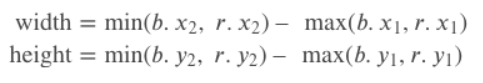 width = min(b. x₂, r. x₂) − max(b. x₁, r. x₁)
height = min(b. y₂, r. y₂) − max(b. y₁, r. y₁)